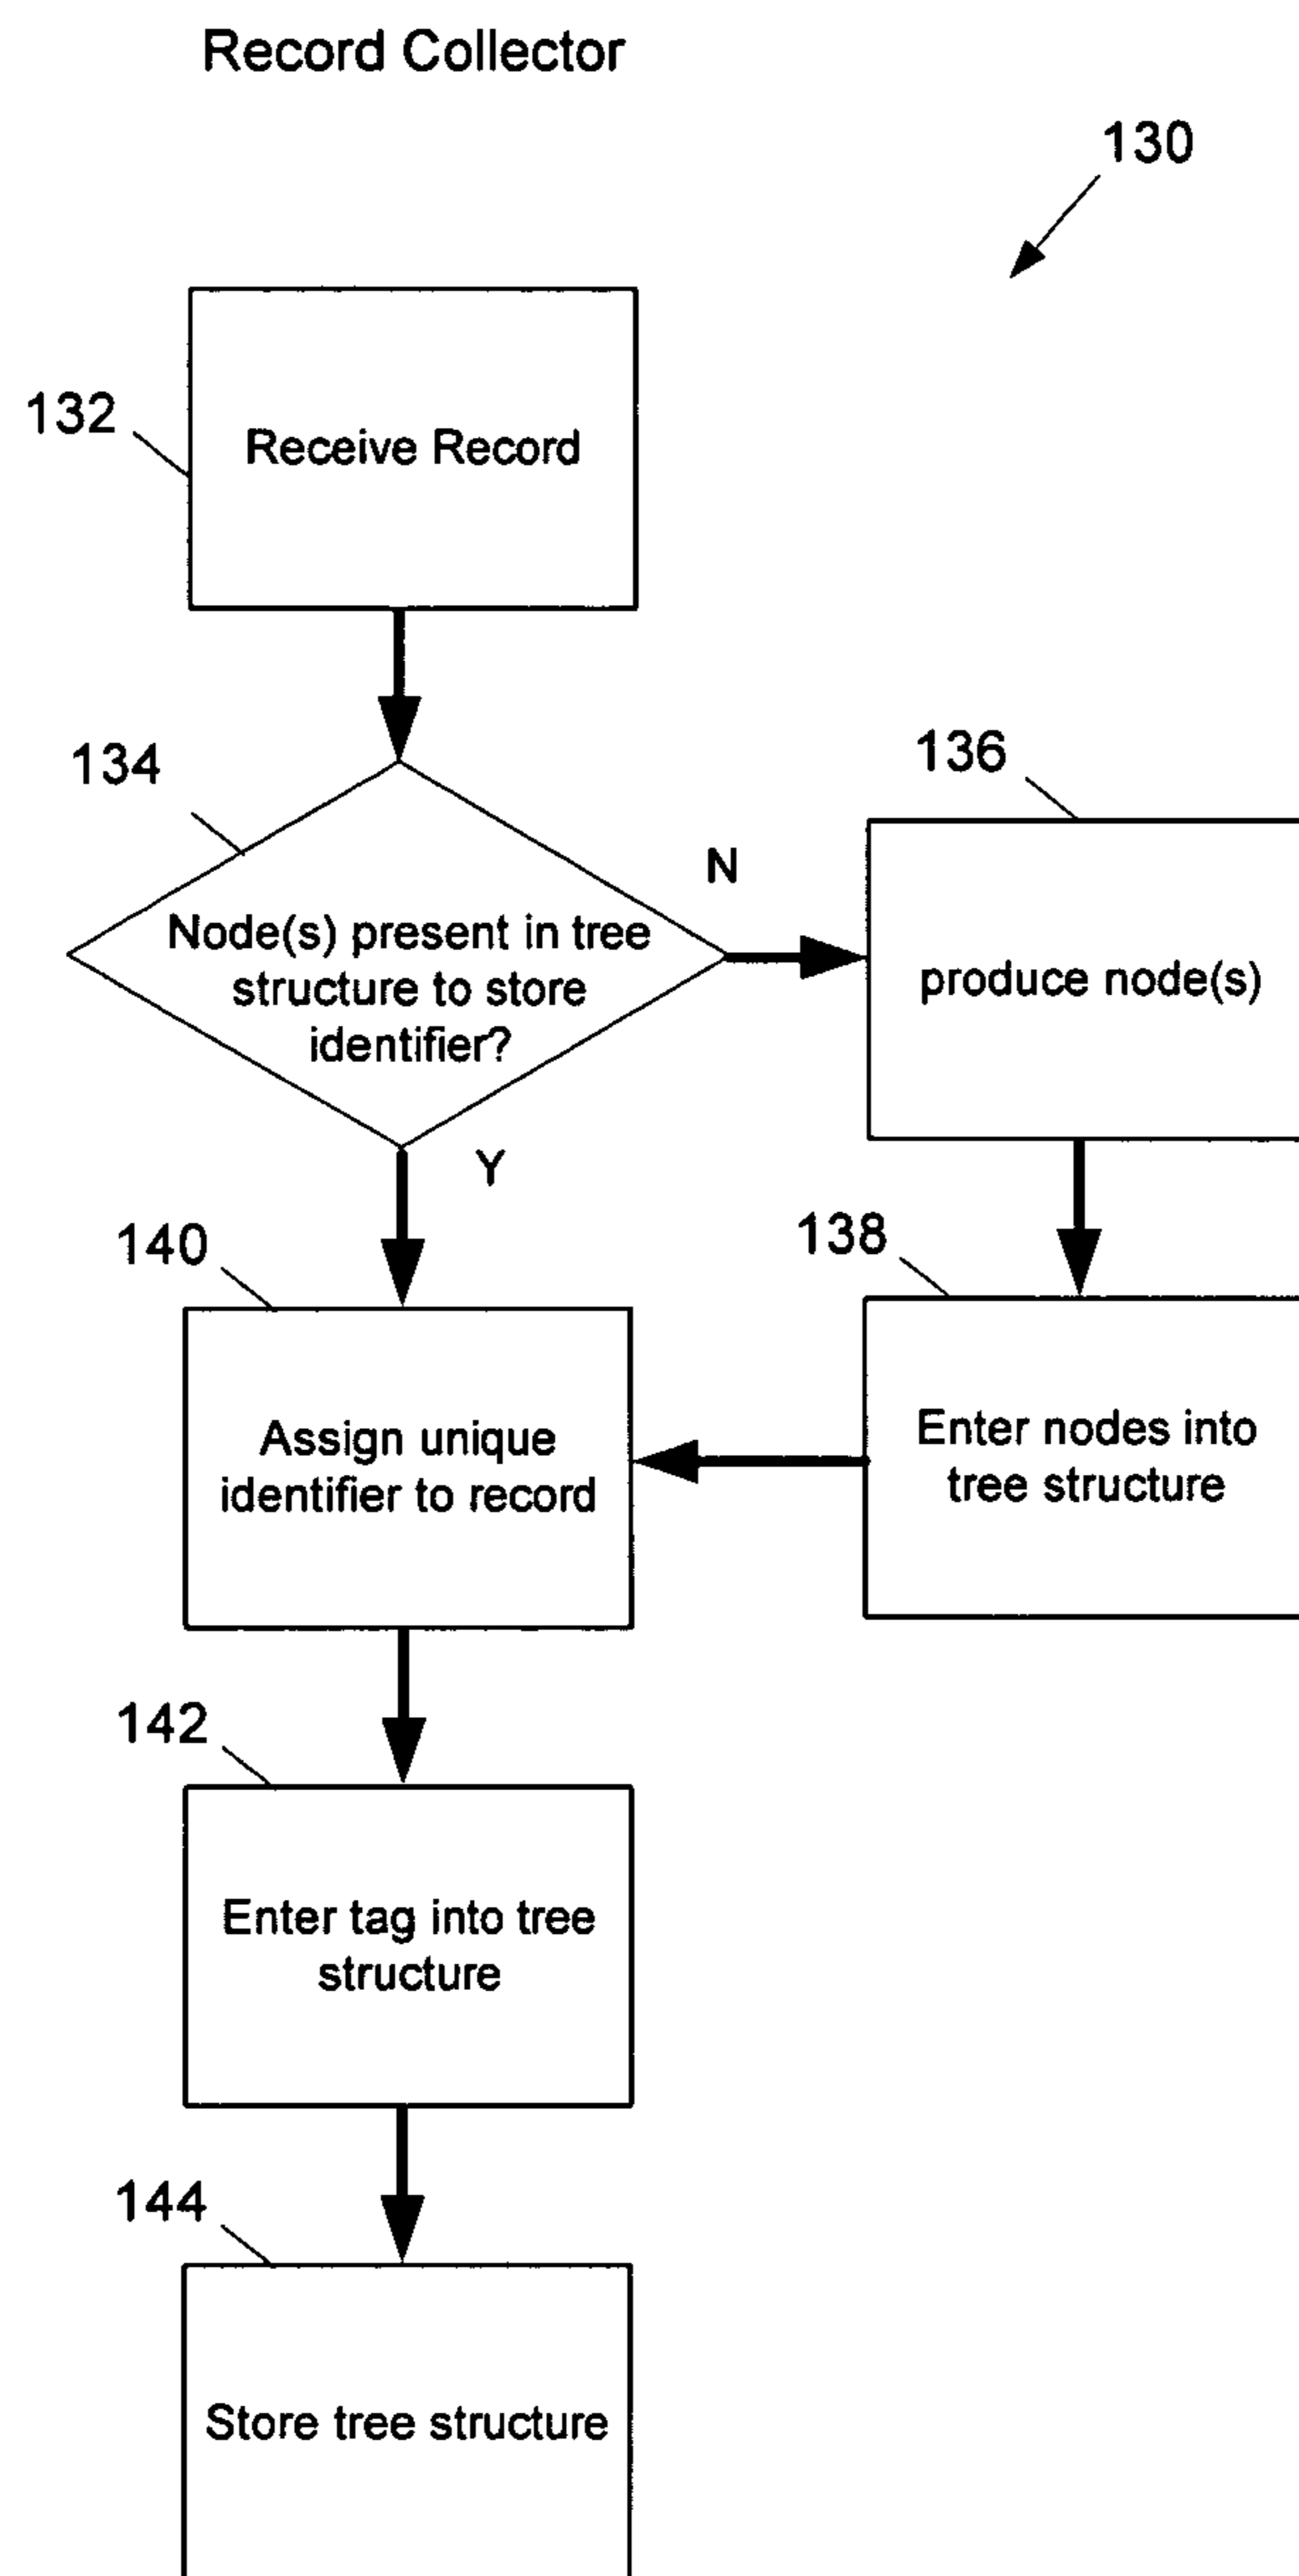 Record Collector
130
132
Receive Record
134
Node(s) present in tree
structure to store
identifier?
N
136
produce node(s)
Y
140
Assign unique
identifier to record
138
Enter nodes into
tree structure
142
Enter tag into tree
structure
144
Store tree structure